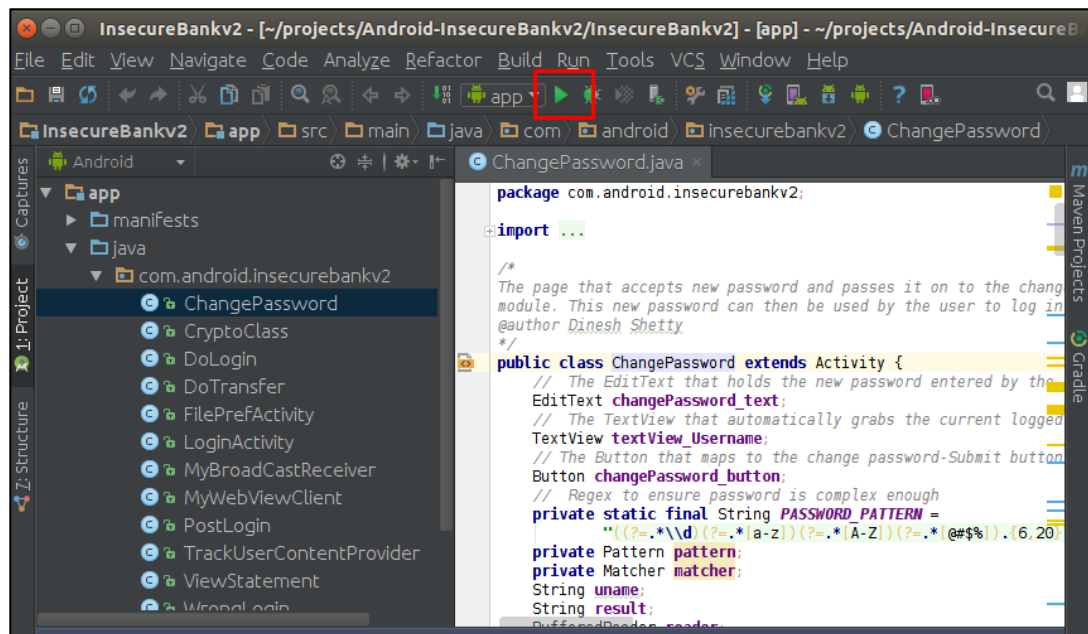 InsecureBankv2 - [~/projects/Android-InsecureBankv2/InsecureBankv2] - [app] - ~/projects/Android-InsecureB
File Edit View Navigate Code Analyze Refactor Build Run Tools VCS Window Help
app
InsecureBankv2 app src main java com android insecurebankv2 ChangePassword
Captures
1: Project
7: Structure
Android
app
manifests
java
com.android.insecurebankv2
ChangePassword
CryptoClass
DoLogin
DoTransfer
FilePrefActivity
LoginActivity
MyBroadCastReceiver
MyWebViewClient
PostLogin
TrackUserContentProvider
ViewStatement
WrongLogin
ChangePassword.java
package com.android.insecurebankv2;
import ...
/*
The page that accepts new password and passes it on to the chang
module. This new password can then be used by the user to log in
@author Dinesh Shetty
*/
public class ChangePassword extends Activity {
//  The EditText that holds the new password entered by the
EditText changePassword_text;
//  The TextView that automatically grabs the current logged
TextView textView_Username;
// The Button that maps to the change password-Submit button
Button changePassword_button;
//  Regex to ensure password is complex enough
private static final String PASSWORD_PATTERN =
"((?=.*\\d)(?=.*[a-z])(?=.*[A-Z])(?=.*[@#$%]).{6,20}
private Pattern pattern;
private Matcher matcher;
String uname;
String result;
BufferedReader reader;
Maven Projects
Gradle